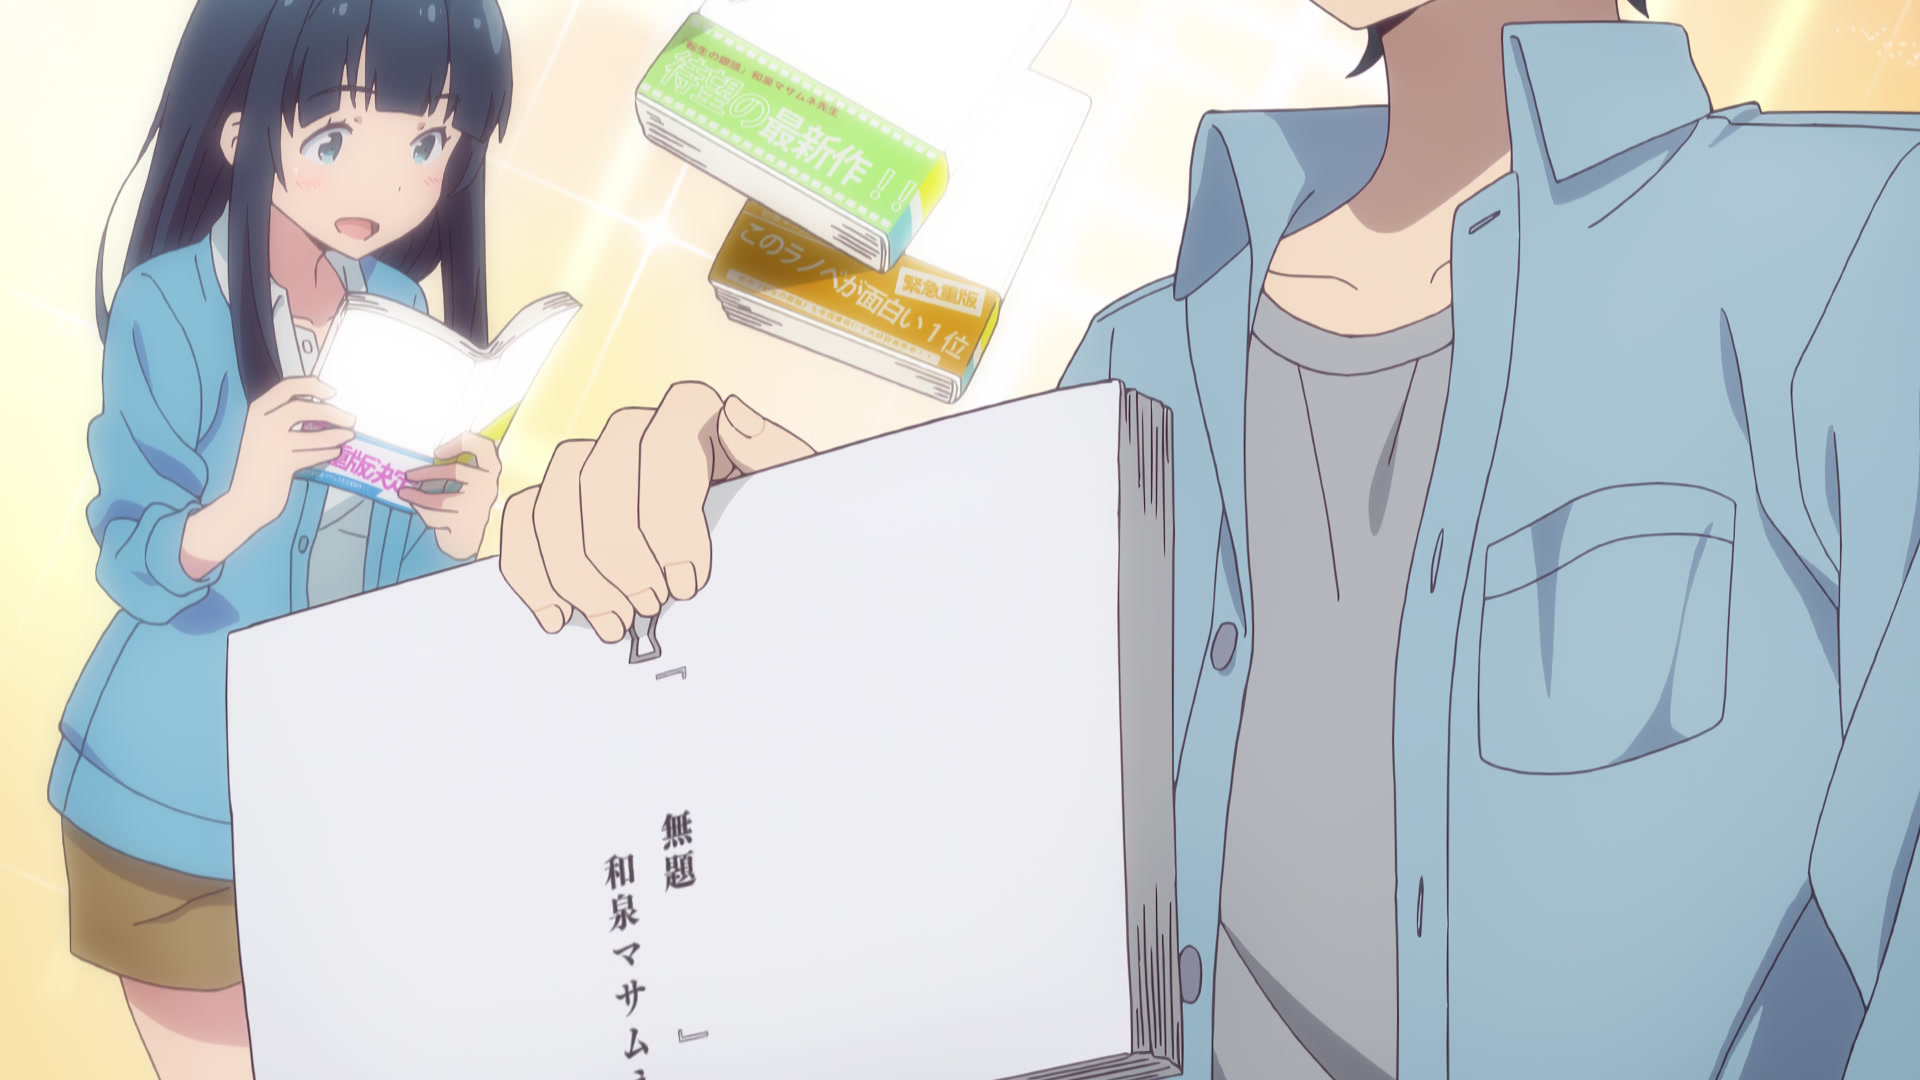 「転生の銀狼」和泉マサムネ先生
待望の最新作!!
緊急重版
このラノベが面白い1位
重版決定
『無題』
和泉マサム